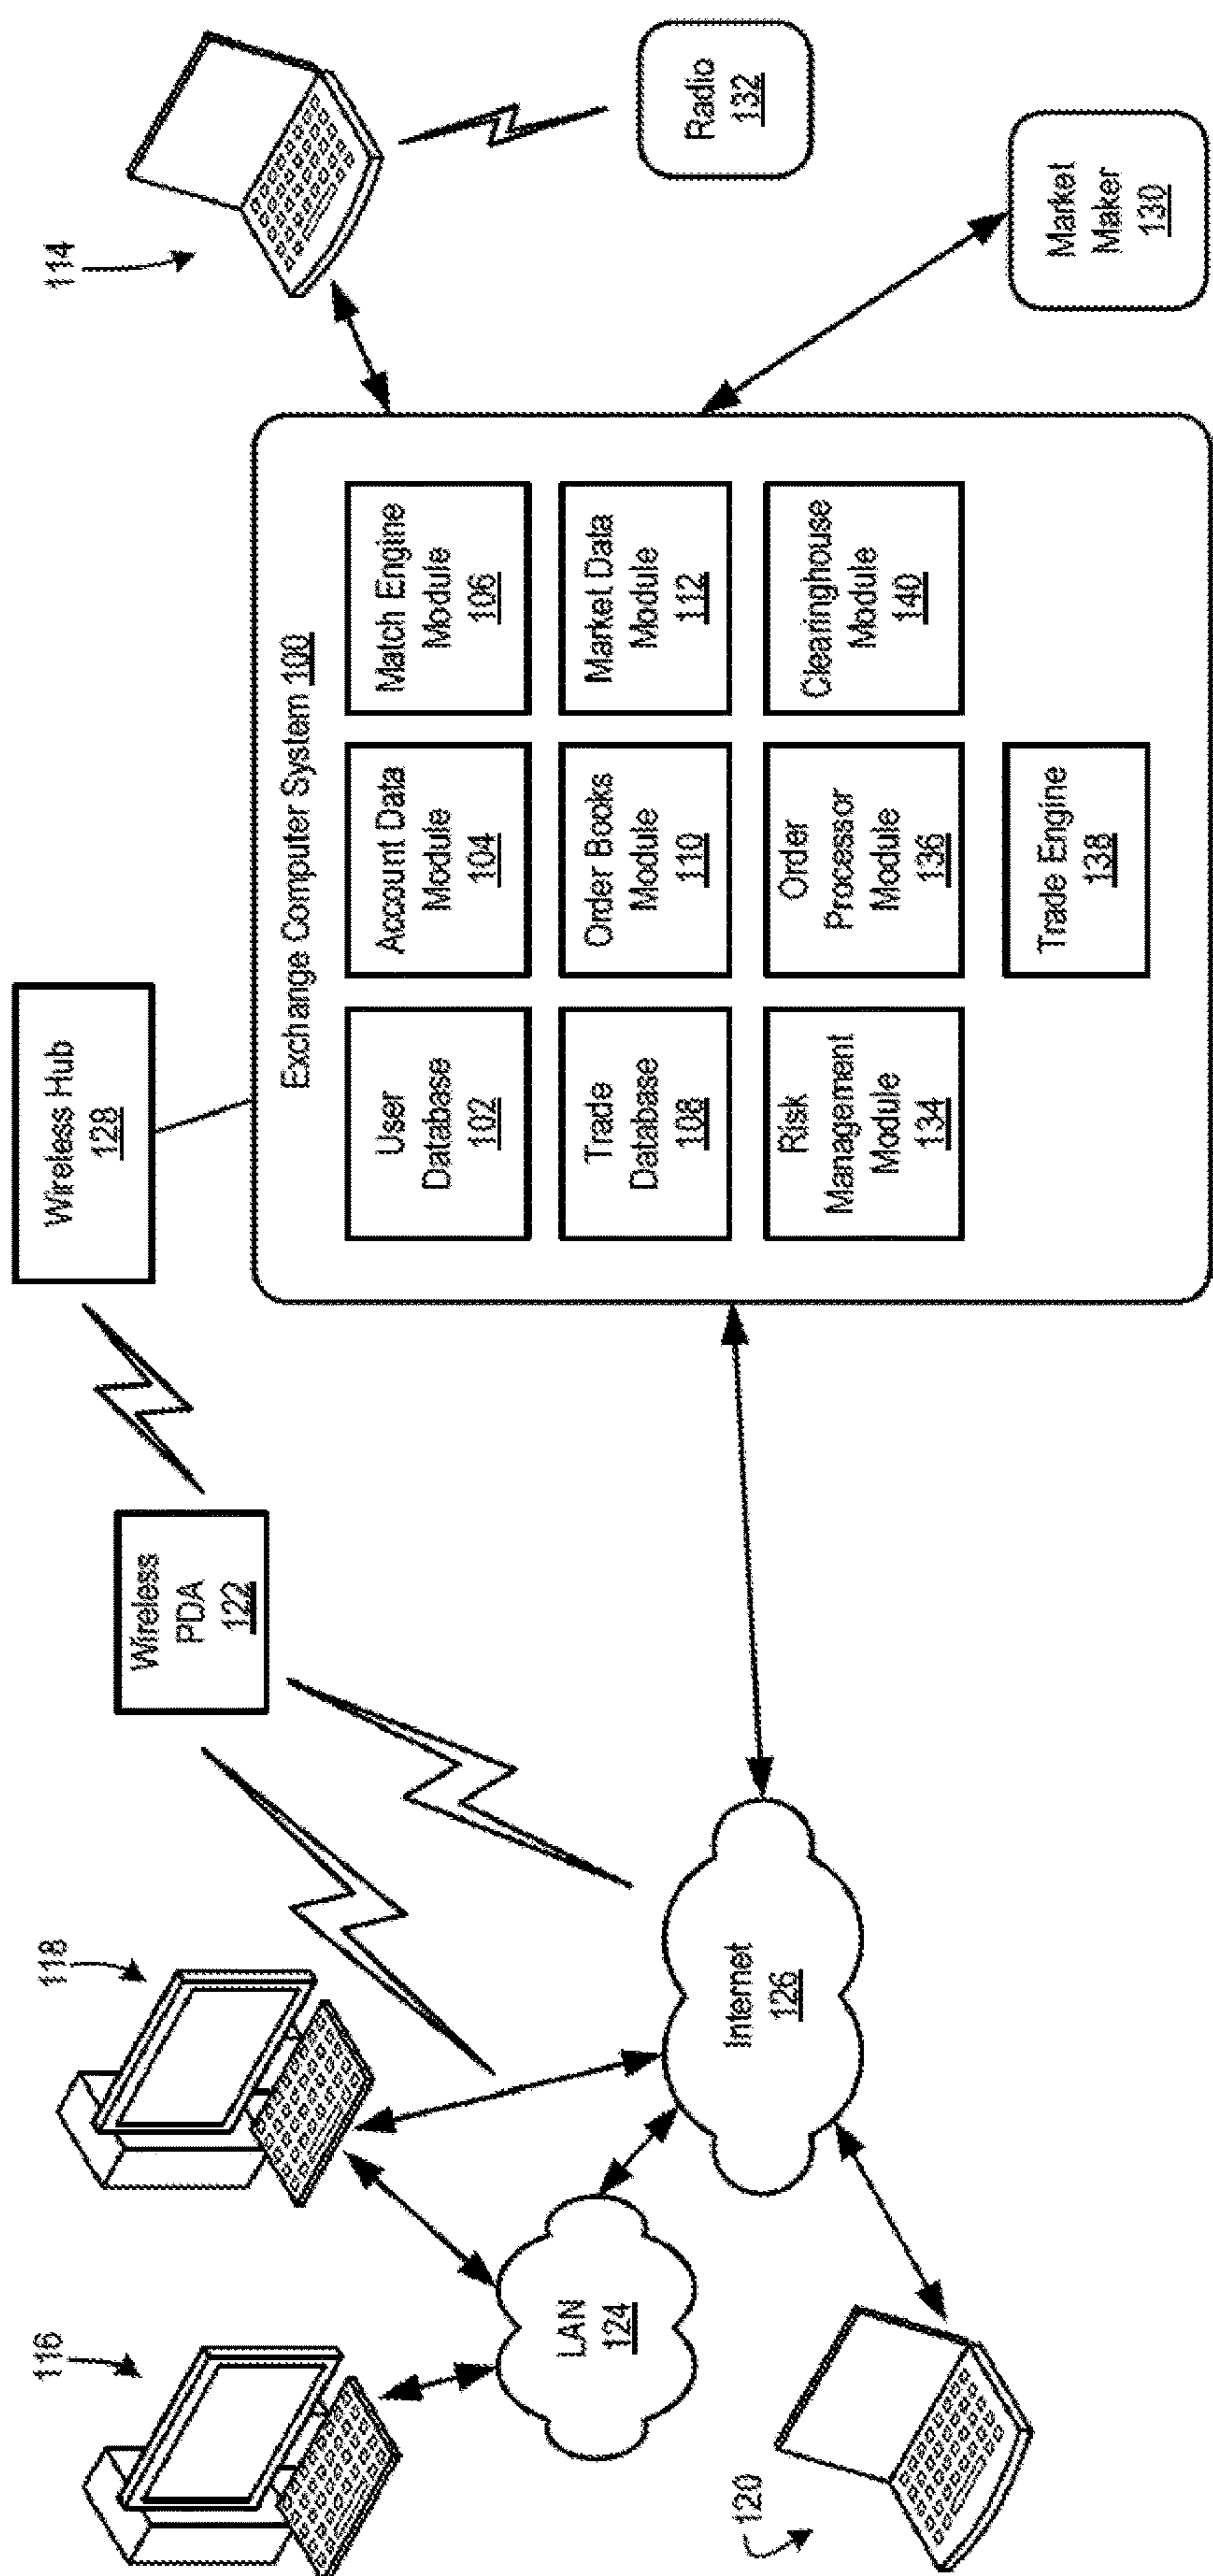 116
118
Wireless
PDA
122
Wireless Hub
128
114
LAN
124
120
Internet
126
Exchange Computer System 100
User
Database
102
Account Data
Module
104
Match Engine
Module
106
Trade
Database
108
Order Books
Module
110
Market Data
Module
112
Risk
Management
Module
134
Order
Processor
Module
136
Clearinghouse
Module
140
Trade Engine
138
Radio
132
Market
Maker
130